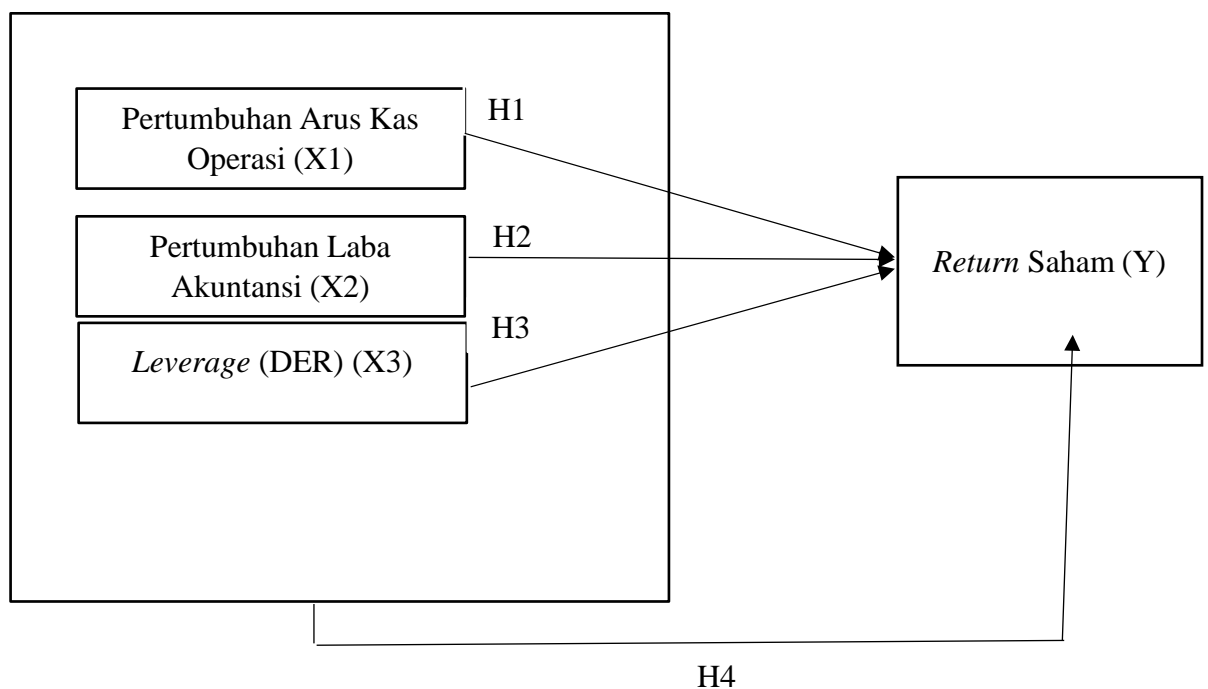 Pertumbuhan Arus Kas
Operasi (X1)
H1
Pertumbuhan Laba
Akuntansi (X2)
H2
Leverage (DER) (X3)
H3
Return Saham (Y)
H4